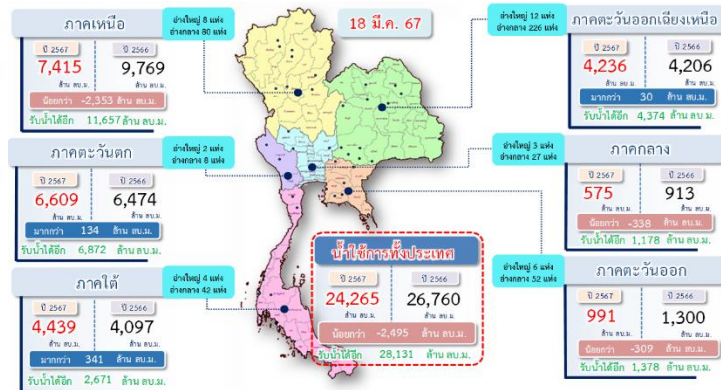 18 มี.ค. 67
ภาคเหนือ
ปี 2567 ปี 2566
7,415 9,769
ล้าน ลบ.ม. ล้าน ลบ.ม.
น้อยกว่า -2,353 ล้าน ลบ.ม.
รับน้ำได้อีก 11,657 ล้าน ลบ.ม.
อ่างใหญ่ 8 แห่ง
อ่างกลาง 80 แห่ง
ภาคตะวันตก
ปี 2567 ปี 2566
6,609 6,474
ล้าน ลบ.ม. ล้าน ลบ.ม.
มากกว่า 134 ล้าน ลบ.ม.
รับน้ำได้อีก 6,872 ล้าน ลบ.ม.
อ่างใหญ่ 2 แห่ง
อ่างกลาง 8 แห่ง
ภาคใต้
ปี 2567 ปี 2566
4,439 4,097
ล้าน ลบ.ม. ล้าน ลบ.ม.
มากกว่า 341 ล้าน ลบ.ม.
รับน้ำได้อีก 2,671 ล้าน ลบ.ม.
อ่างใหญ่ 4 แห่ง
อ่างกลาง 42 แห่ง
น้ำใช้การทั้งประเทศ
ปี 2567 ปี 2566
24,265 26,760
ล้าน ลบ.ม. ล้าน ลบ.ม.
น้อยกว่า -2,495 ล้าน ลบ.ม.
รับน้ำได้อีก 28,131 ล้าน ลบ.ม.
อ่างใหญ่ 12 แห่ง
อ่างกลาง 226 แห่ง
ภาคตะวันออกเฉียงเหนือ
ปี 2567 ปี 2566
4,236 4,206
ล้าน ลบ.ม. ล้าน ลบ.ม.
มากกว่า 30 ล้าน ลบ.ม.
รับน้ำได้อีก 4,374 ล้าน ลบ.ม.
อ่างใหญ่ 3 แห่ง
อ่างกลาง 27 แห่ง
ภาคกลาง
ปี 2567 ปี 2566
575 913
ล้าน ลบ.ม. ล้าน ลบ.ม.
น้อยกว่า -338 ล้าน ลบ.ม.
รับน้ำได้อีก 1,178 ล้าน ลบ.ม.
อ่างใหญ่ 6 แห่ง
อ่างกลาง 52 แห่ง
ภาคตะวันออก
ปี 2567 ปี 2566
991 1,300
ล้าน ลบ.ม. ล้าน ลบ.ม.
น้อยกว่า -309 ล้าน ลบ.ม.
รับน้ำได้อีก 1,378 ล้าน ลบ.ม.